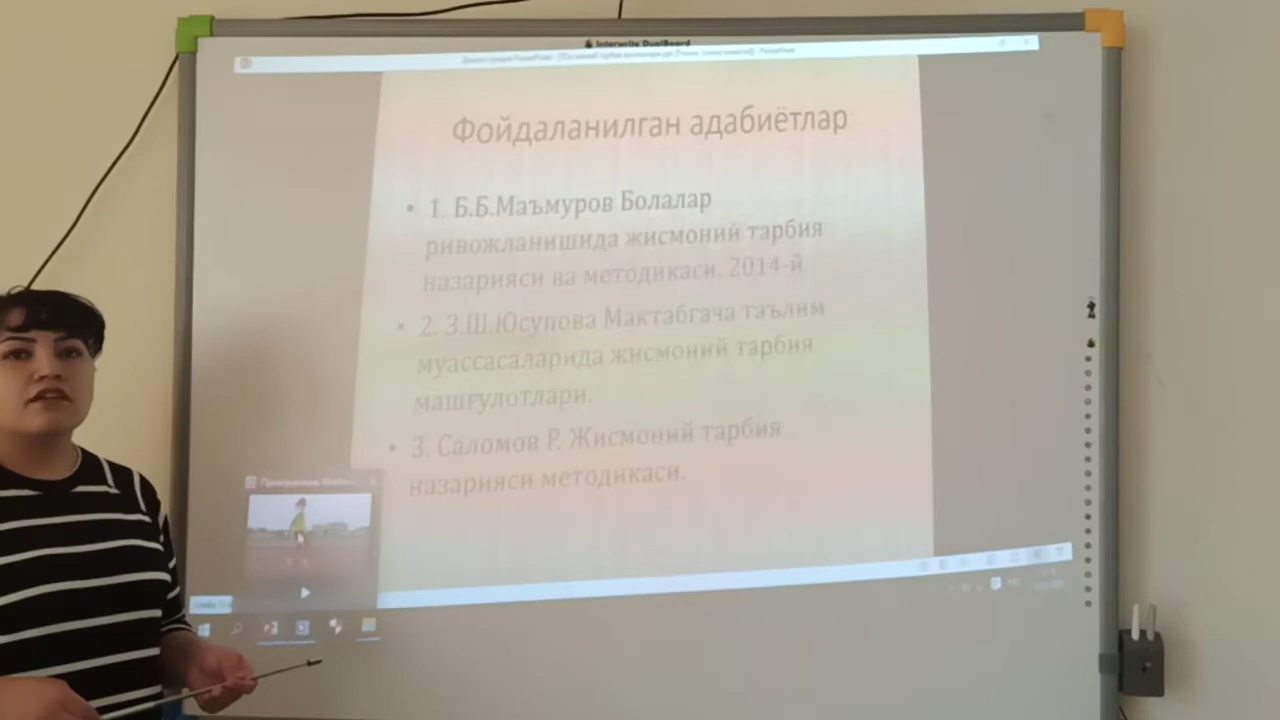 Interwrite DualBoard
Фойдаланилган адабиётлар
• 1. Б.Б.Маъмуров Болалар
ривожланишида жисмоний тарбия
назарияси ва методикаси. 2014-й.
• 2. З.Ш.Юсупова Мактабгача таълим
муассасаларида жисмоний тарбия
машғулотлари.
• 3. Саломов Р. Жисмоний тарбия
назарияси методикаси.